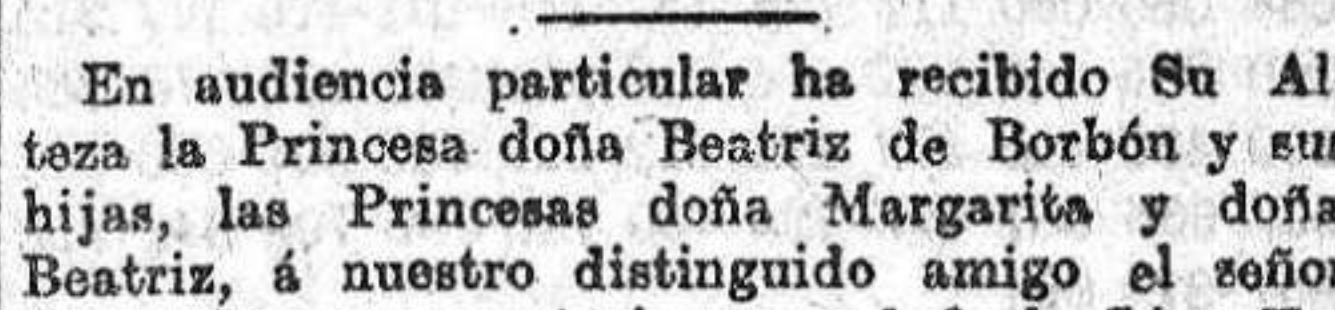 En audiencia particular ha recibido Su Al
teza la Princesa doña Beatriz de Borbón y sus
hijas, las Princesas doña Margarita y doña
Beatriz, á nuestro distinguido amigo el señor